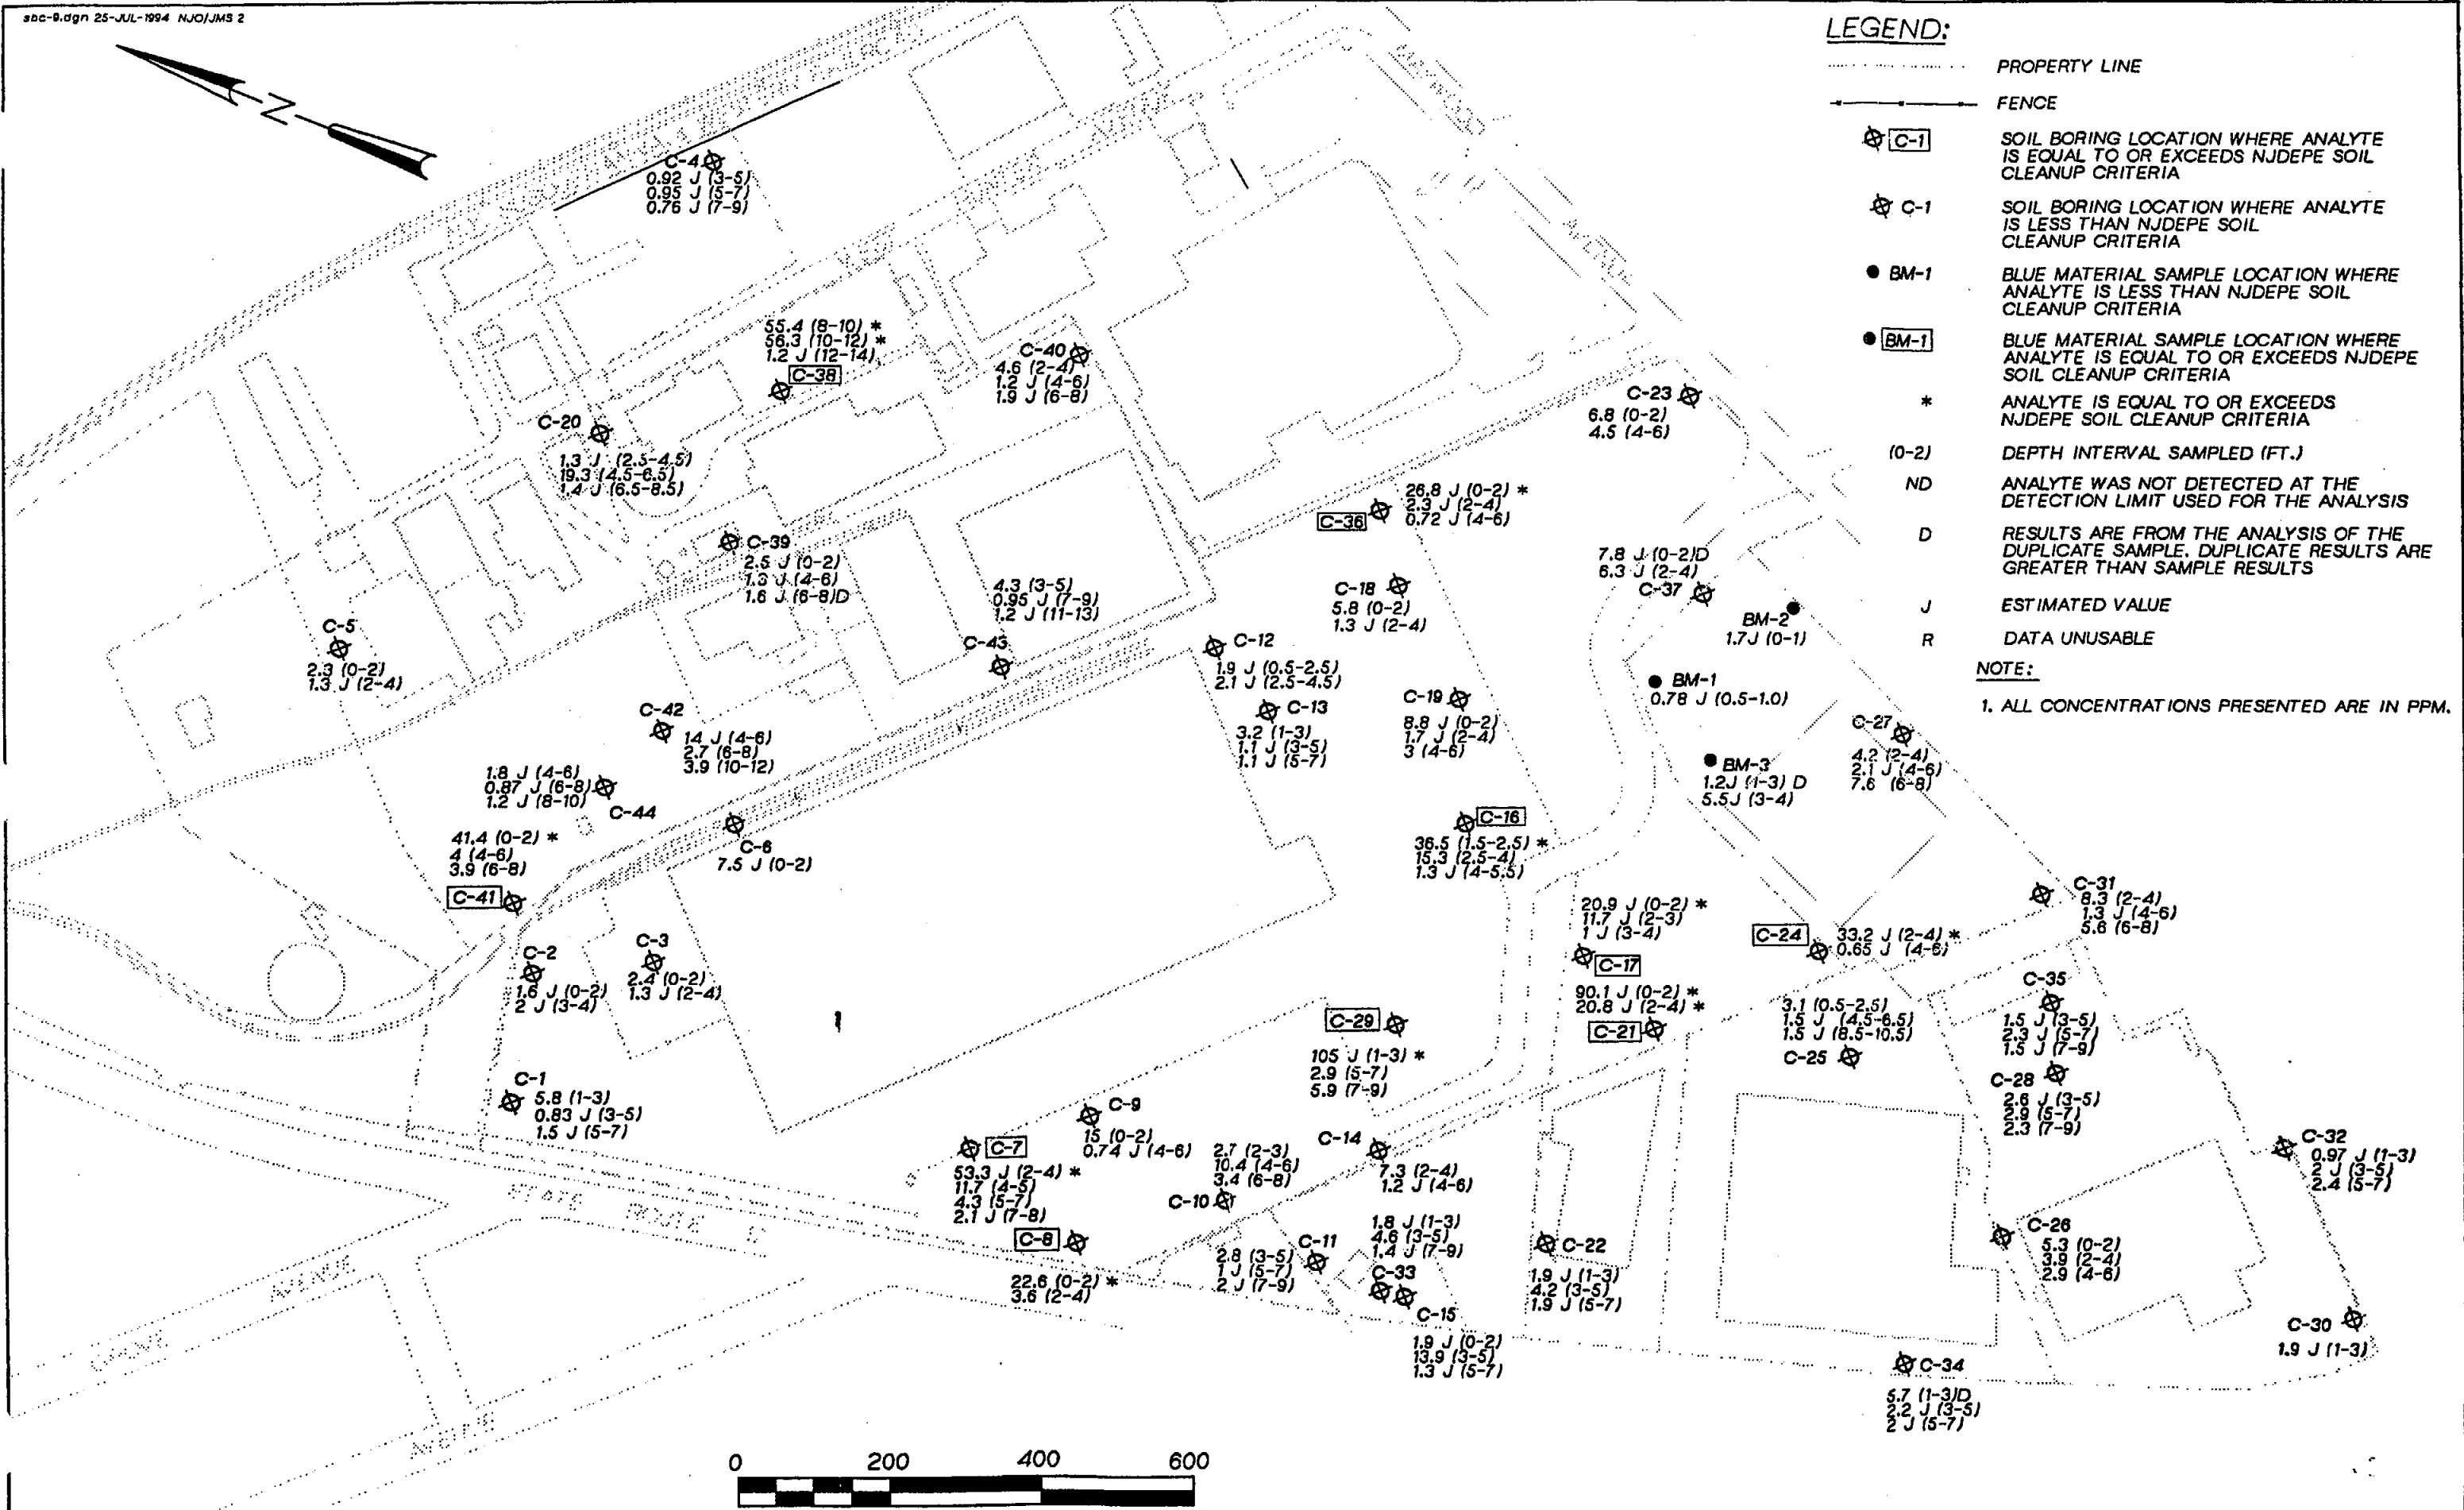 sbc-9.dgn 25-JUL-1994 NJO/JMS 2
N
C-4
0.92 J (3-5)
0.95 J (5-7)
0.76 J (7-9)
55.4 (8-10) *
56.3 (10-12) *
1.2 J (12-14)
C-38
C-40
4.6 (2-4)
1.2 J (4-6)
1.9 J (6-8)
C-20
1.3 J (2.5-4.5)
19.3 (4.5-6.5)
1.4 J (6.5-8.5)
C-23
6.8 (0-2)
4.5 (4-6)
26.8 J (0-2) *
2.3 J (2-4)
0.72 J (4-6)
C-36
C-39
2.5 J (0-2)
1.3 J (4-6)
1.6 J (6-8)D
4.3 (3-5)
0.95 J (7-9)
1.2 J (11-13)
C-43
C-18
5.8 (0-2)
1.3 J (2-4)
7.8 J (0-2)D
6.3 J (2-4)
C-37
BM-2
1.7J (0-1)
C-5
2.3 (0-2)
1.3 J (2-4)
C-12
1.9 J (0.5-2.5)
2.1 J (2.5-4.5)
C-13
3.2 (1-3)
1.1 J (3-5)
1.1 J (5-7)
C-19
8.8 J (0-2)
1.7 J (2-4)
3 (4-6)
BM-1
0.78 J (0.5-1.0)
C-42
14 J (4-6)
2.7 (6-8)
3.9 (10-12)
C-27
4.2 (2-4)
2.1 J (4-6)
7.6 (6-8)
BM-3
1.2J (1-3) D
5.5J (3-4)
1.8 J (4-6)
0.87 J (6-8)
1.2 J (8-10)
C-44
41.4 (0-2) *
4 (4-6)
3.9 (6-8)
C-41
C-6
7.5 J (0-2)
C-16
36.5 (1.5-2.5) *
15.3 (2.5-4)
1.3 J (4-5.5)
20.9 J (0-2) *
11.7 J (2-3)
1 J (3-4)
C-17
C-24
33.2 J (2-4) *
0.65 J (4-6)
C-31
8.3 (2-4)
1.3 J (4-6)
5.6 (6-8)
C-2
1.6 J (0-2)
2 J (3-4)
C-3
2.4 (0-2)
1.3 J (2-4)
90.1 J (0-2) *
20.8 J (2-4) *
C-21
3.1 (0.5-2.5)
1.5 J (4.5-6.5)
1.5 J (8.5-10.5)
C-25
C-35
1.5 J (3-5)
2.3 J (5-7)
1.5 J (7-9)
C-29
105 J (1-3) *
2.9 (5-7)
5.9 (7-9)
C-28
2.6 J (3-5)
2.9 (5-7)
2.3 (7-9)
C-1
5.8 (1-3)
0.83 J (3-5)
1.5 J (5-7)
C-9
15 (0-2)
0.74 J (4-6)
C-7
53.3 J (2-4) *
11.7 (4-5)
4.3 (5-7)
2.1 J (7-8)
2.7 (2-3)
10.4 (4-6)
3.4 (6-8)
C-10
C-14
7.3 (2-4)
1.2 J (4-6)
C-32
0.97 J (1-3)
2 J (3-5)
2.4 (5-7)
STATE
C-8
22.6 (0-2) *
3.6 (2-4)
C-11
2.8 (3-5)
1 J (5-7)
2 J (7-9)
1.8 J (1-3)
4.6 (3-5)
1.4 J (7-9)
C-33
C-15
1.9 J (0-2)
13.9 (3-5)
1.3 J (5-7)
C-22
1.9 J (1-3)
4.2 (3-5)
1.9 J (5-7)
C-26
5.3 (0-2)
3.9 (2-4)
2.9 (4-6)
C-30
1.9 J (1-3)
C-34
5.7 (1-3)D
2.2 J (3-5)
2 J (5-7)
AVENUE
0 200 400 600
LEGEND:
PROPERTY LINE
FENCE
C-1 SOIL BORING LOCATION WHERE ANALYTE
IS EQUAL TO OR EXCEEDS NJDEPE SOIL
CLEANUP CRITERIA
C-1 SOIL BORING LOCATION WHERE ANALYTE
IS LESS THAN NJDEPE SOIL
CLEANUP CRITERIA
BM-1 BLUE MATERIAL SAMPLE LOCATION WHERE
ANALYTE IS LESS THAN NJDEPE SOIL
CLEANUP CRITERIA
BM-1 BLUE MATERIAL SAMPLE LOCATION WHERE
ANALYTE IS EQUAL TO OR EXCEEDS NJDEPE
SOIL CLEANUP CRITERIA
* ANALYTE IS EQUAL TO OR EXCEEDS
NJDEPE SOIL CLEANUP CRITERIA
(0-2) DEPTH INTERVAL SAMPLED (FT.)
ND ANALYTE WAS NOT DETECTED AT THE
DETECTION LIMIT USED FOR THE ANALYSIS
D RESULTS ARE FROM THE ANALYSIS OF THE
DUPLICATE SAMPLE. DUPLICATE RESULTS ARE
GREATER THAN SAMPLE RESULTS
J ESTIMATED VALUE
R DATA UNUSABLE
NOTE:
1. ALL CONCENTRATIONS PRESENTED ARE IN PPM.